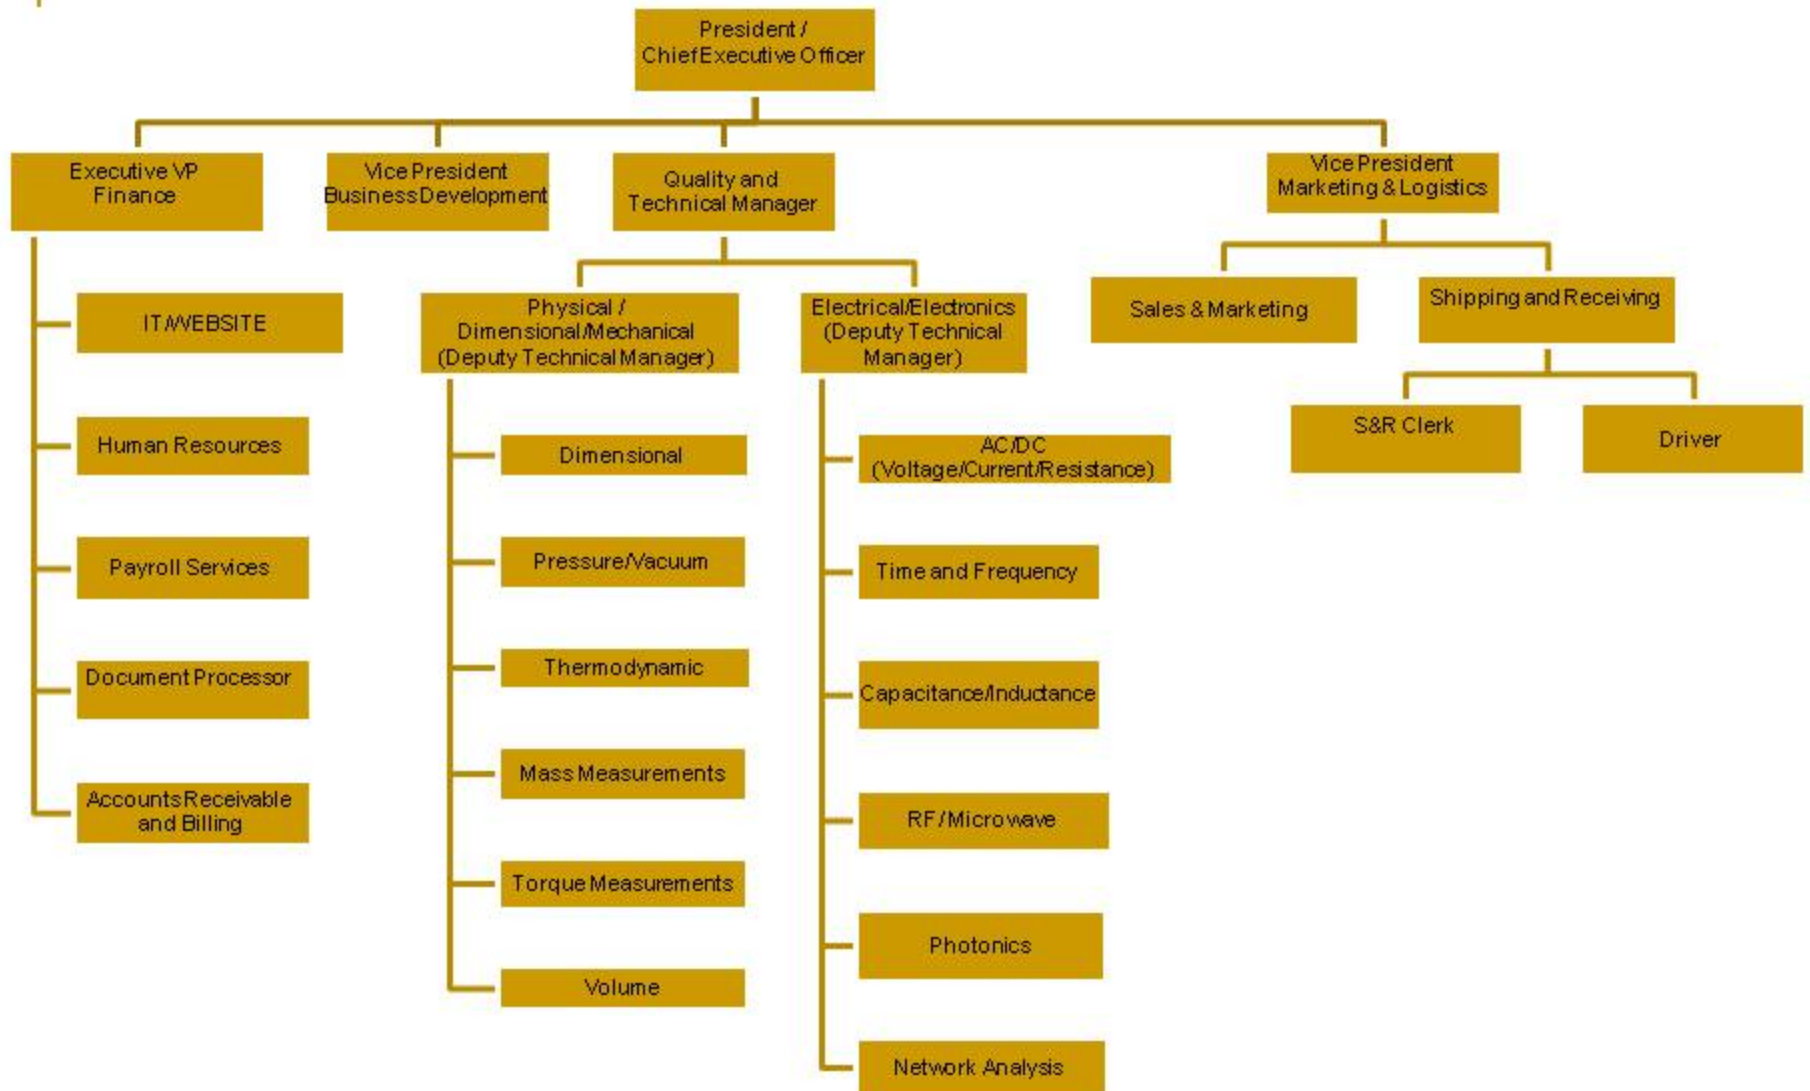 President /
Chief Executive Officer
Executive VP
Finance
Vice President
Business Development
Quality and
Technical Manager
Vice President
Marketing & Logistics
IT/WEBSITE
Human Resources
Payroll Services
Document Processor
Accounts Receivable
and Billing
Physical /
Dimensional/Mechanical
(Deputy Technical Manager)
Dimensional
Pressure/Vacuum
Thermodynamic
Mass Measurements
Torque Measurements
Volume
Electrical/Electronics
(Deputy Technical
Manager)
AC/DC
(Voltage/Current/Resistance)
Time and Frequency
Capacitance/Inductance
RF / Microwave
Photonics
Network Analysis
Sales & Marketing
Shipping and Receiving
S&R Clerk
Driver